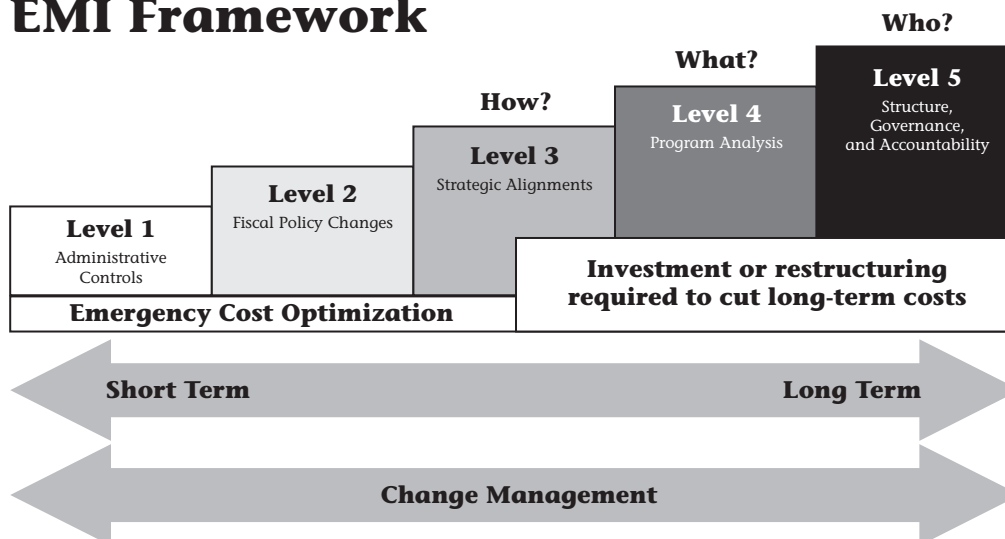 EMI Framework
Who?
What?
How?
Level 5
Structure,
Governance,
and Accountability
Level 4
Program Analysis
Level 3
Strategic Alignments
Level 2
Fiscal Policy Changes
Level 1
Administrative
Controls
Investment or restructuring
required to cut long-term costs
Emergency Cost Optimization
Short Term
Long Term
Change Management